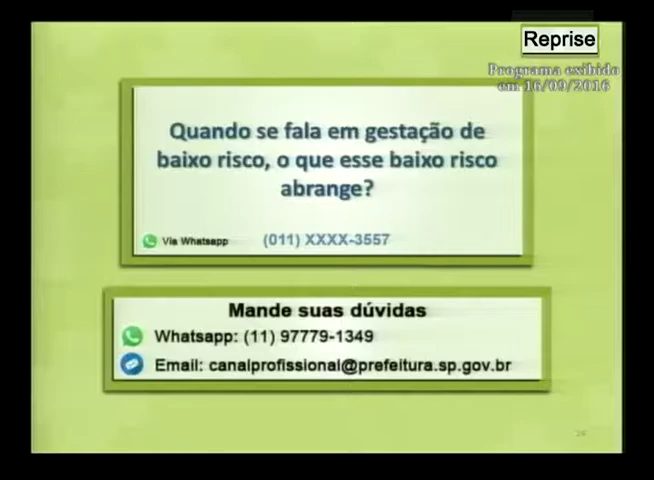 Reprise
Programa exibido
em 16/09/2016
Quando se fala em gestação de
baixo risco, o que esse baixo risco
abrange?
Via Whatsapp (011) XXXX-3557
Mande suas dúvidas
Whatsapp: (11) 97779-1349
Email: canalprofissional@prefeitura.sp.gov.br